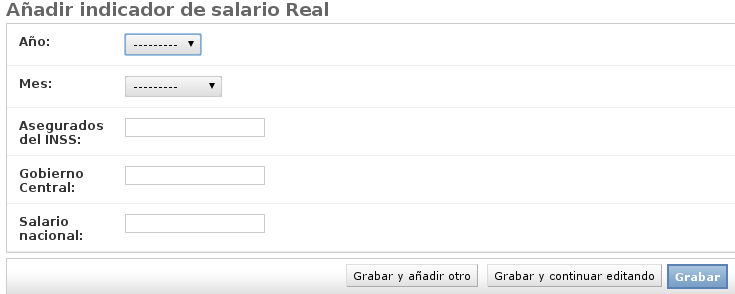 Añadir indicador de salario Real
Año:
---------
Mes:
---------
Asegurados
del INSS:
Gobierno
Central:
Salario
nacional:
Grabar y añadir otro
Grabar y continuar editando
Grabar